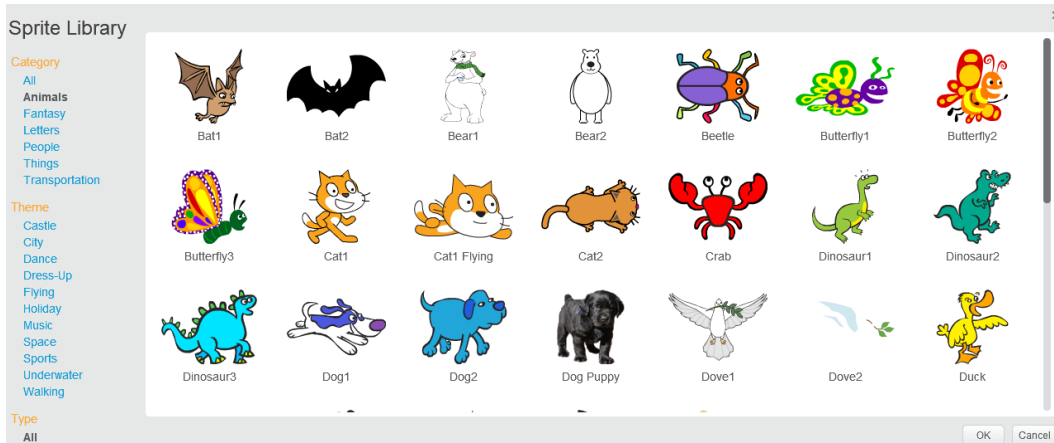 Sprite Library
Category
All
Animals
Fantasy
Letters
People
Things
Transportation
Theme
Castle
City
Dance
Dress-Up
Flying
Holiday
Music
Space
Sports
Underwater
Walking
Type
All
Bat1 Bat2 Bear1 Bear2 Beetle Butterfly1 Butterfly2
Butterfly3 Cat1 Cat1 Flying Cat2 Crab Dinosaur1 Dinosaur2
Dinosaur3 Dog1 Dog2 Dog Puppy Dove1 Dove2 Duck
OK Cancel